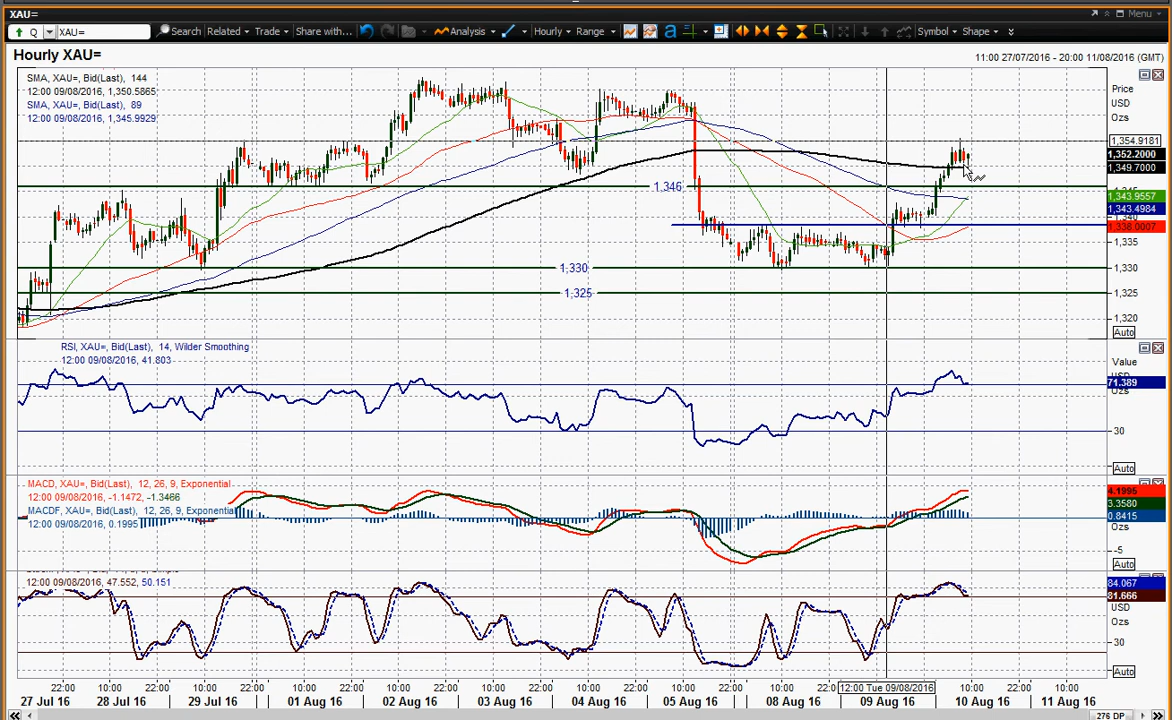 XAU=
Menu
Q XAU= Search Related Trade Share with... Analysis Hourly Range Symbol Shape
Hourly XAU=
11:00 27/07/2016 - 20:00 11/08/2016 (GMT)
SMA, XAU=, Bid(Last), 144
12:00 09/08/2016, 1,350.5865
SMA, XAU=, Bid(Last), 89
12:00 09/08/2016, 1,345.9929
Price
USD
Ozs
1,354.9181
1,352.2000
1,349.7000
1,346
1,343.9557
1,343.4984
1,338.0007
1,335
1,330
1,330
1,325
1,325
1,320
Auto
RSI, XAU=, Bid(Last), 14, Wilder Smoothing
12:00 09/08/2016, 41.803
Value
71.389
30
Auto
MACD, XAU=, Bid(Last), 12, 26, 9, Exponential
12:00 09/08/2016, -1.1472, -1.3466
MACDF, XAU=, Bid(Last), 12, 26, 9, Exponential
12:00 09/08/2016, 0.1995
4.1995
3.3580
0.8415
Ozs
-5
Auto
12:00 09/08/2016, 47.552, 50.151
84.067
81.666
USD
Ozs
30
Auto
22:00 10:00 22:00 10:00 22:00 10:00 22:00 10:00 22:00 10:00 22:00 10:00 22:00 10:00 22:00 10:00 22:0 12:00 Tue 09/08/2016 10:00 22:00 10:00
27 Jul 16 28 Jul 16 29 Jul 16 01 Aug 16 02 Aug 16 03 Aug 16 04 Aug 16 05 Aug 16 08 Aug 16 09 Aug 16 10 Aug 16 11 Aug 16
276 DP